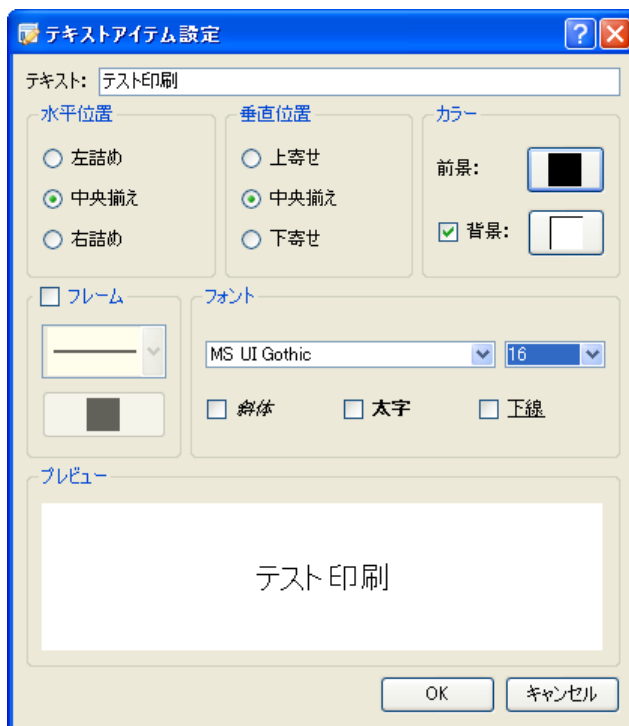 テキストアイテム設定
テキスト: テスト印刷
水平位置
左詰め
中央揃え
右詰め
垂直位置
上寄せ
中央揃え
下寄せ
カラー
前景:
背景:
フレーム
フォント
MS UI Gothic 16
斜体 太字 下線
プレビュー
テスト印刷
OK キャンセル